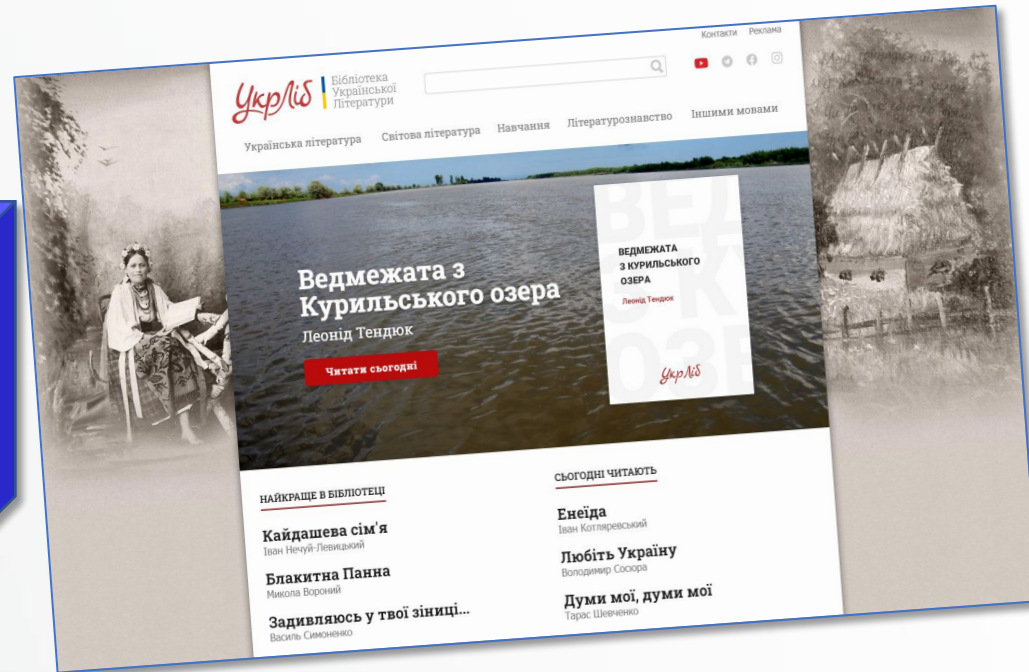 Контакти Реклама
УкрЛіб
Бібліотека
Української
Літератури
Українська література Світова література Навчання Літературознавство Іншими мовами
Ведмежата з
Курильського озера
Леонід Тендюк
Читати сьогодні
ВЕДМЕЖАТА
З КУРИЛЬСЬКОГО
ОЗЕРА
Леонід Тендюк
УкрЛіб
НАЙКРАЩЕ В БІБЛІОТЕЦІ
Кайдашева сім'я
Іван Нечуй-Левицький
Блакитна Панна
Микола Вороний
Задивляюсь у твої зіниці...
Василь Симоненко
СЬОГОДНІ ЧИТАЮТЬ
Енеїда
Іван Котляревський
Любіть Україну
Володимир Сосюра
Думи мої, думи мої
Тарас Шевченко